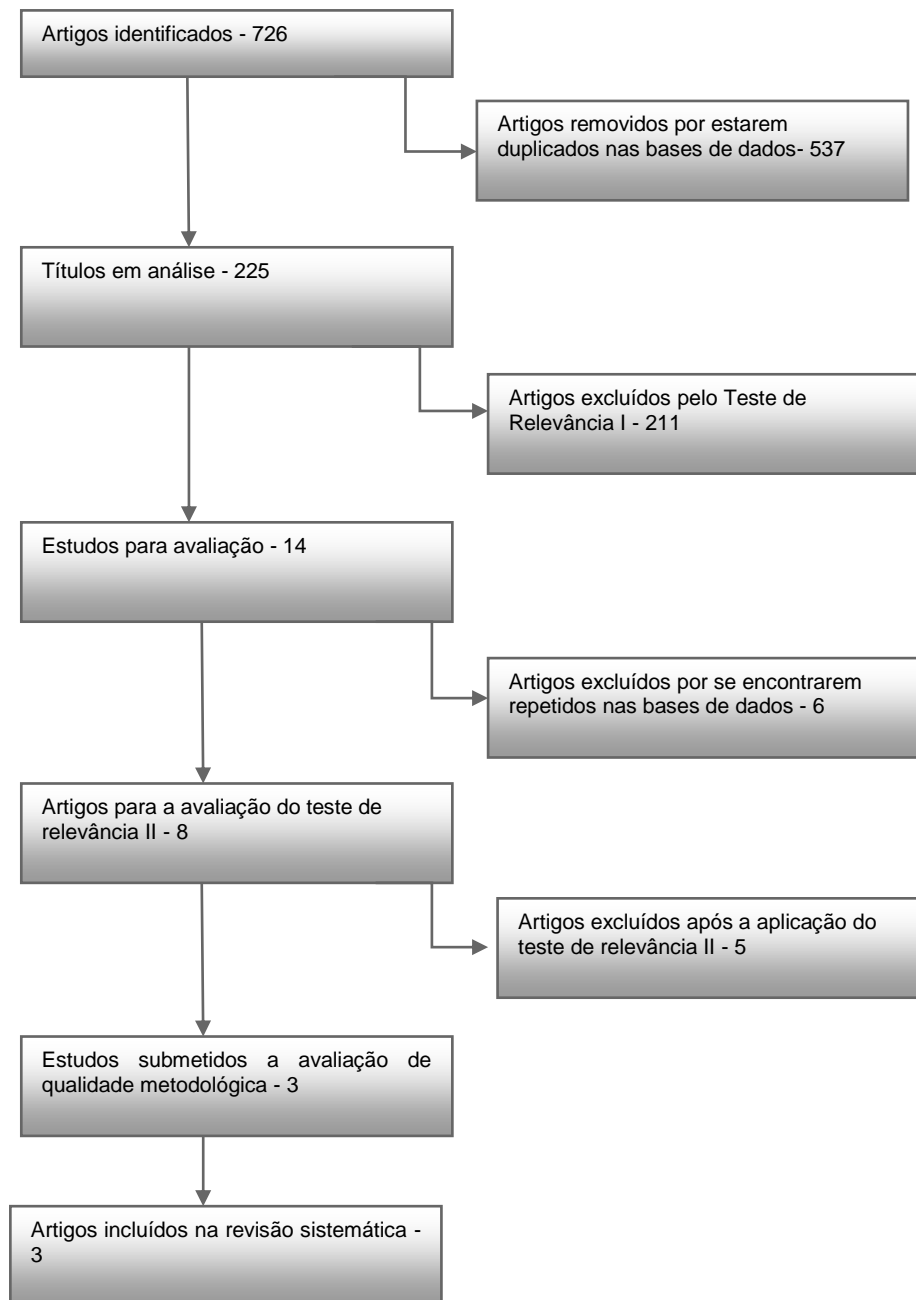 Artigos identificados - 726
Artigos removidos por estarem
duplicados nas bases de dados- 537
Títulos em análise - 225
Artigos excluídos pelo Teste de
Relevância I - 211
Estudos para avaliação - 14
Artigos excluídos por se encontrarem
repetidos nas bases de dados - 6
Artigos para a avaliação do teste de
relevância II - 8
Artigos excluídos após a aplicação do
teste de relevância II - 5
Estudos submetidos a avaliação de
qualidade metodológica - 3
Artigos incluídos na revisão sistemática -
3